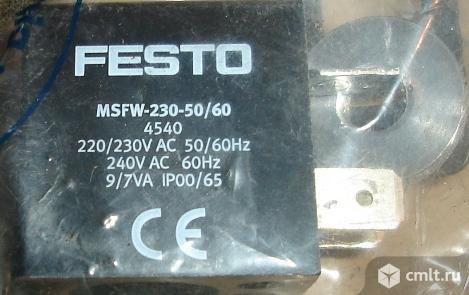 FESTO
MSFW-230-50/60
4540
220/230V AC 50/60Hz
240V AC 60Hz
9/7VA IP00/65
CE
cmlt.ru